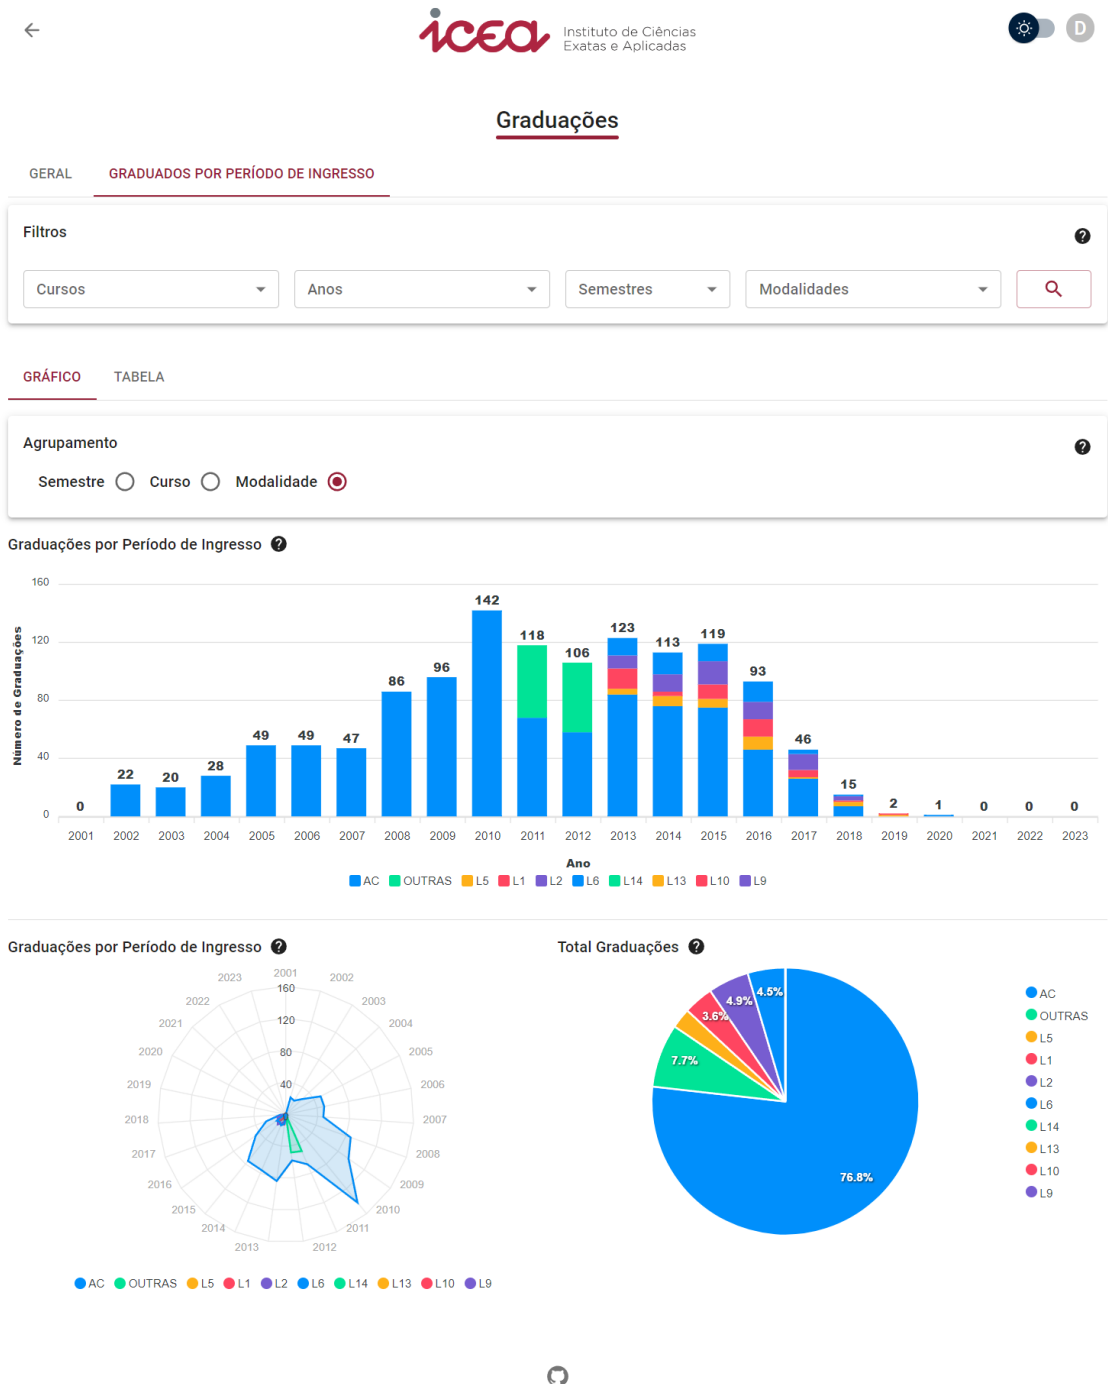 icea Instituto de Ciências
Exatas e Aplicadas
D
Graduações
GERAL GRADUADOS POR PERÍODO DE INGRESSO
Filtros
Cursos Anos Semestres Modalidades
GRÁFICO TABELA
Agrupamento
Semestre Curso Modalidade
Graduações por Período de Ingresso
Número de Graduações
160
120
80
40
0
0 22 20 28 49 49 47 86 96 142 118 106 123 113 119 93 46 15 2 1 0 0 0
2001 2002 2003 2004 2005 2006 2007 2008 2009 2010 2011 2012 2013 2014 2015 2016 2017 2018 2019 2020 2021 2022 2023
Ano
AC OUTRAS L5 L1 L2 L6 L14 L13 L10 L9
Graduações por Período de Ingresso
2001
2002
2003
2004
2005
2006
2007
2008
2009
2010
2011
2012
2013
2014
2015
2016
2017
2018
2019
2020
2021
2022
2023
160
120
80
40
0
AC OUTRAS L5 L1 L2 L6 L14 L13 L10 L9
Total Graduações
76.8%
7.7%
3.6%
4.9%
4.5%
AC
OUTRAS
L5
L1
L2
L6
L14
L13
L10
L9